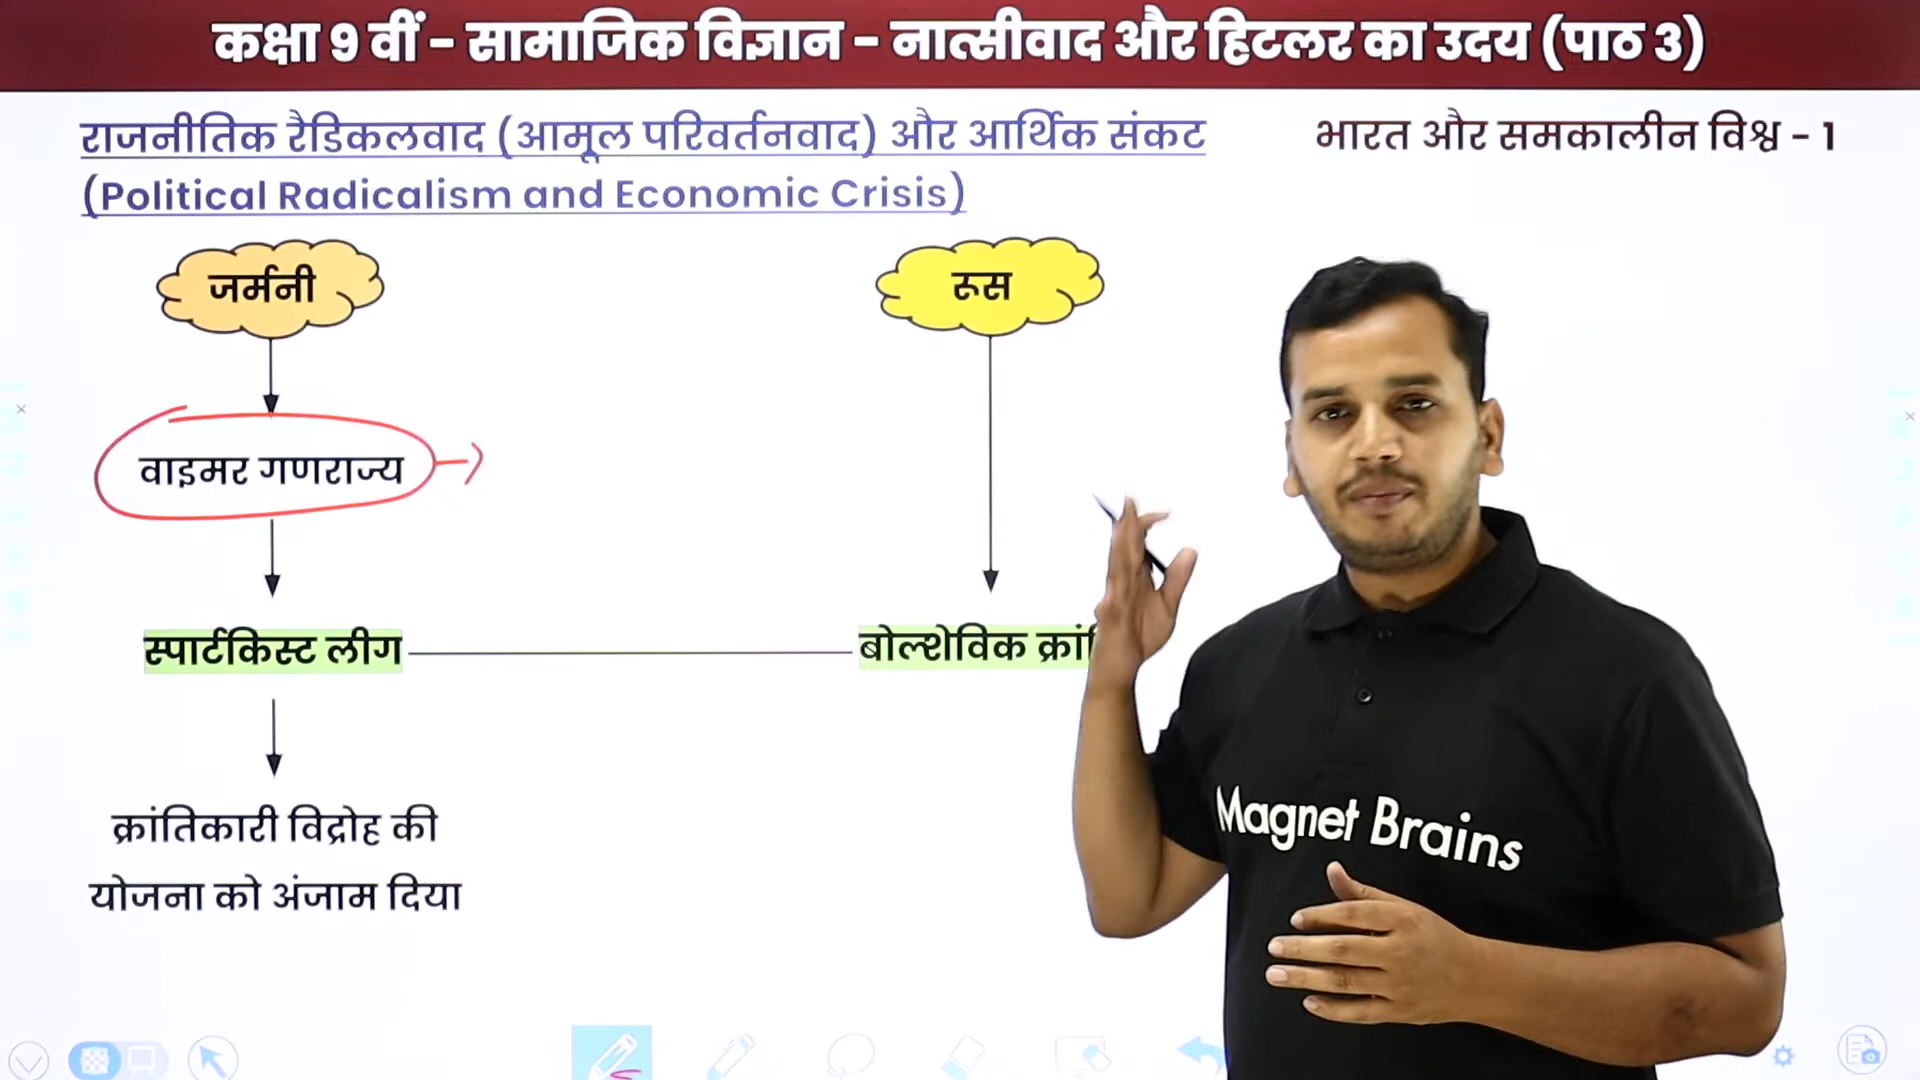 कक्षा 9 वीं - सामाजिक विज्ञान - नात्सीवाद और हिटलर का उदय (पाठ 3)
राजनीतिक रैडिकलवाद (आमूल परिवर्तनवाद) और आर्थिक संकट
भारत और समकालीन विश्व - 1
(Political Radicalism and Economic Crisis)
जर्मनी
रूस
वाइमर गणराज्य
स्पार्टकिस्ट लीग
बोल्शेविक
क्रांतिकारी विद्रोह की
योजना को अंजाम दिया
Magnet Brains